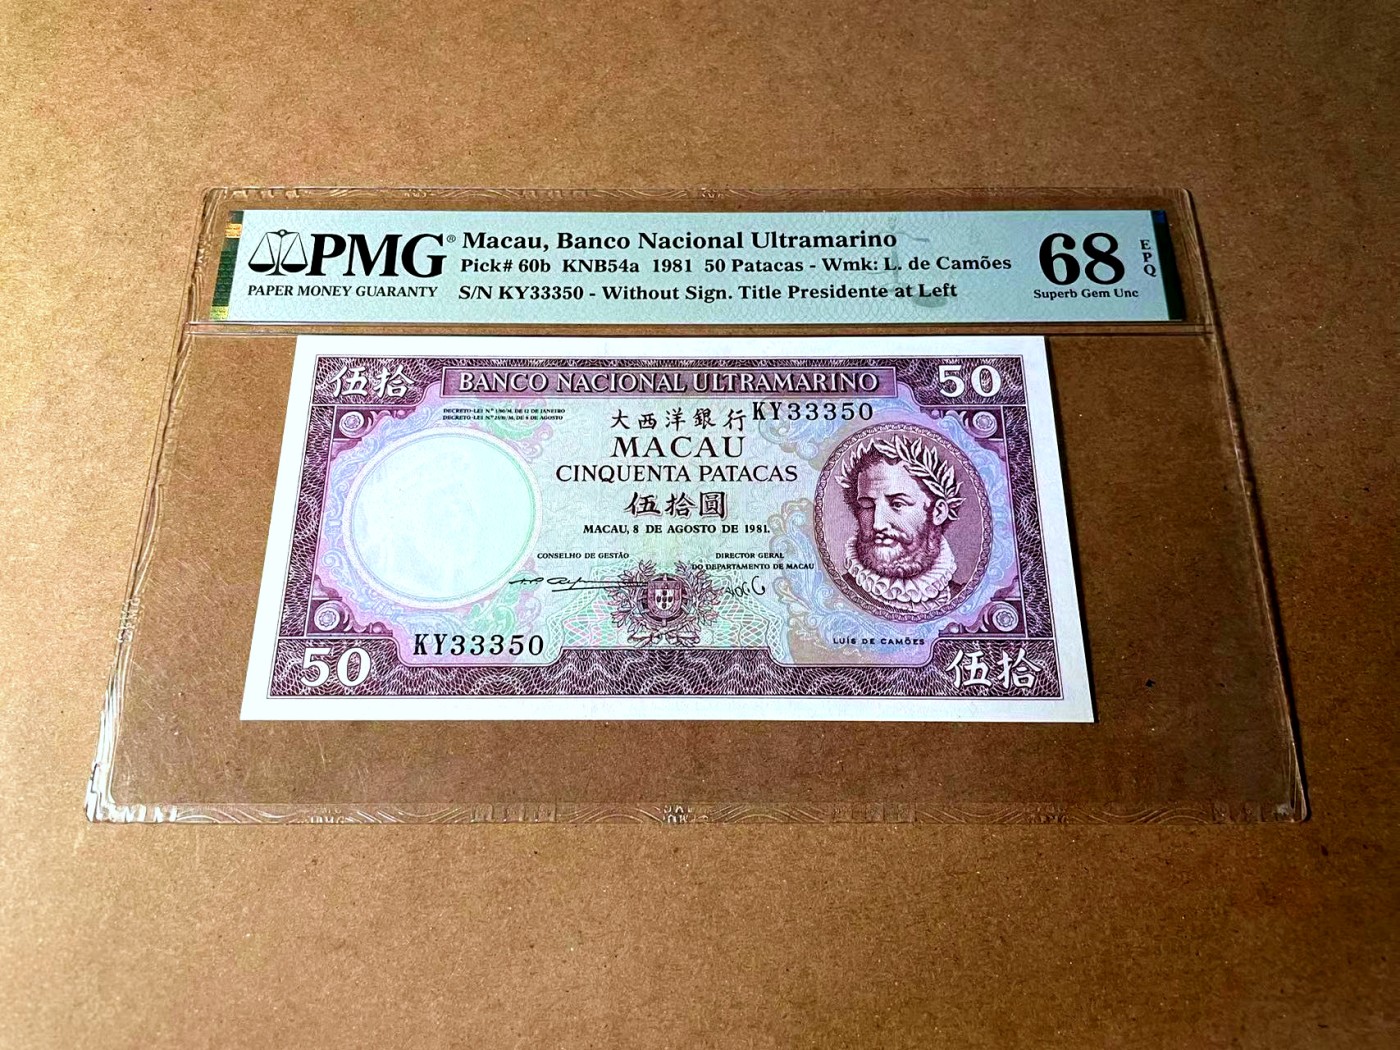 PMG® Macau, Banco Nacional Ultramarino
PAPER MONEY GUARANTY
Pick# 60b KNB54a 1981 50 Patacas - Wmk: L. de Camões
S/N KY33350 - Without Sign. Title Presidente at Left
68
EPQ
Superb Gem Unc
伍拾 BANCO NACIONAL ULTRAMARINO 50
大西洋銀行 KY33350
MACAU
CINQUENTA PATACAS
伍拾圓
MACAU, 8 DE AGOSTO DE 1981.
CONSELHO DE GESTÃO
DIRECTOR GERAL
DO DEPARTAMENTO DE MACAU
LUÍS DE CAMÕES
KY33350
50 伍拾